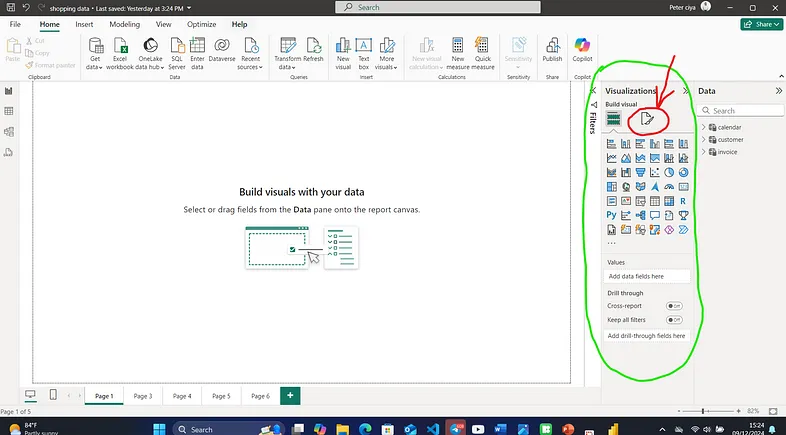 shopping data • Last saved: Yesterday at 3:24 PM
Search
Peter ciya
File Home Insert Modeling View Optimize Help
Share
Paste
Cut
Copy
Format painter
Clipboard
Get data
Excel workbook
OneLake data hub
SQL Server
Enter data
Dataverse
Recent sources
Data
Transform data
Refresh
Queries
New visual
Text box
More visuals
Insert
New visual calculation
New measure
Quick measure
Calculations
Sensitivity
Sensitivity
Publish
Share
Copilot
Copilot
Filters
Visualizations
Build visual
Py
R
...
Values
Add data fields here
Drill through
Cross-report
Off
Keep all filters
Off
Add drill-through fields here
Data
Search
calendar
customer
invoice
Build visuals with your data
Select or drag fields from the Data pane onto the report canvas.
Page 1 Page 3 Page 4 Page 5 Page 6 +
Page 1 of 5
82%
84°F
Partly sunny
Search
15:24
09/12/2024